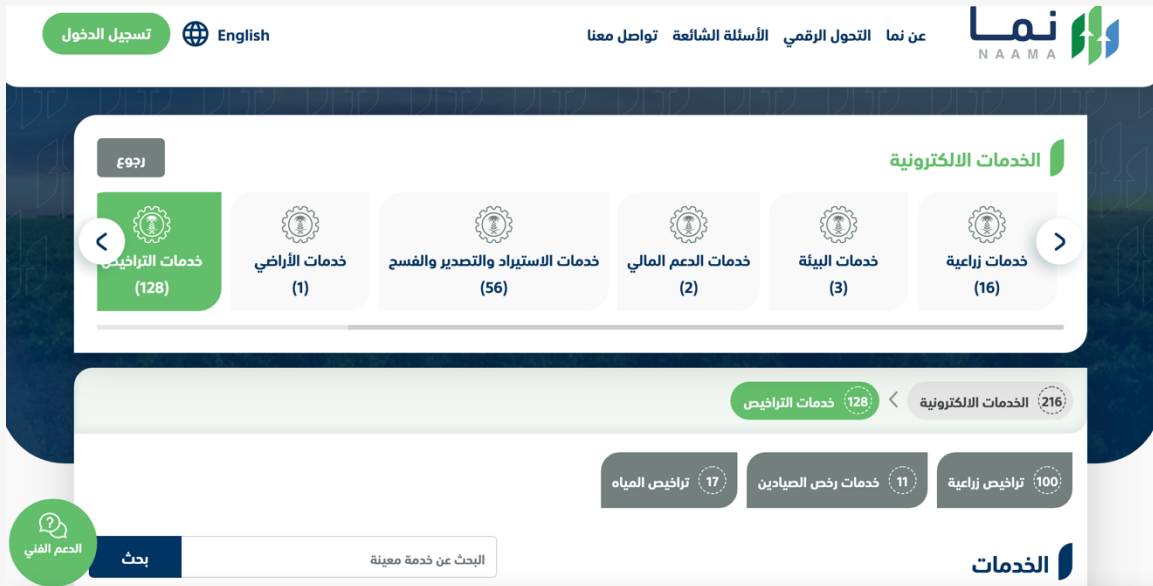 نما
NAAMA
عن نما
التحول الرقمي
الأسئلة الشائعة
تواصل معنا
English
تسجيل الدخول
الخدمات الالكترونية
رجوع
خدمات زراعية
(16)
خدمات البيئة
(3)
خدمات الدعم المالي
(2)
خدمات الاستيراد والتصدير والفسح
(56)
خدمات الأراضي
(1)
خدمات التراخيص
(128)
216 الخدمات الالكترونية
128 خدمات التراخيص
100 تراخيص زراعية
11 خدمات رخص الصيادين
17 تراخيص المياه
الخدمات
البحث عن خدمة معينة
بحث
الدعم الفني